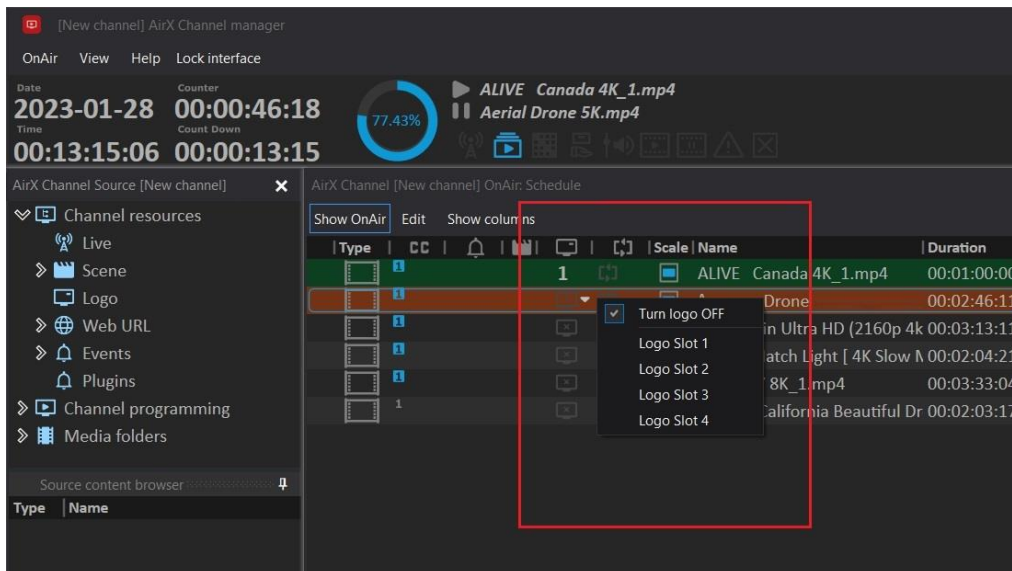 [New channel] AirX Channel manager
OnAir View Help Lock interface
Date Counter
2023-01-28 00:00:46:18
Time Count Down
00:13:15:06 00:00:13:15
77.43%
ALIVE Canada 4K_1.mp4
Aerial Drone 5K.mp4
AirX Channel Source [New channel]
Channel resources
Live
Scene
Logo
Web URL
Events
Plugins
Channel programming
Media folders
Source content browser
Type Name
AirX Channel [New channel] OnAir: Schedule
Show OnAir Edit Show columns
Type CC Scale Name Duration
1 1 ALIVE Canada 4K_1.mp4 00:01:00:00
1 Drone 00:02:46:11
1 in Ultra HD (2160p 4k 00:03:13:11
1 atch Light [ 4K Slow 00:02:04:21
1 8K_1.mp4 00:03:33:04
1 California Beautiful Dr 00:02:03:17
Turn logo OFF
Logo Slot 1
Logo Slot 2
Logo Slot 3
Logo Slot 4